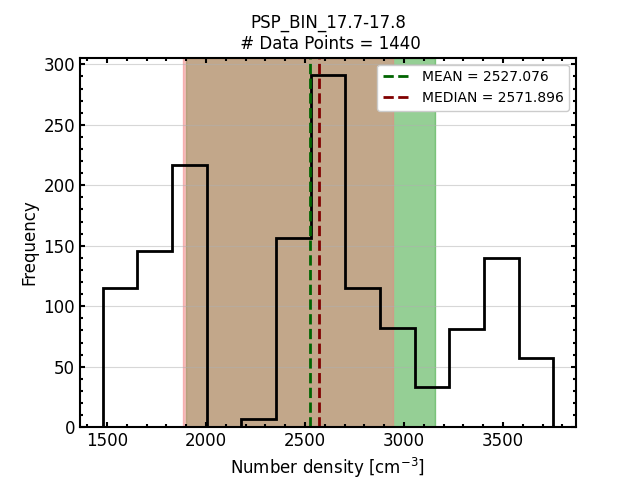 PSP_BIN_17.7-17.8
# Data Points = 1440
MEAN = 2527.076
MEDIAN = 2571.896
Frequency
300
250
200
150
100
50
0
1500 2000 2500 3000 3500
Number density [cm⁻³]